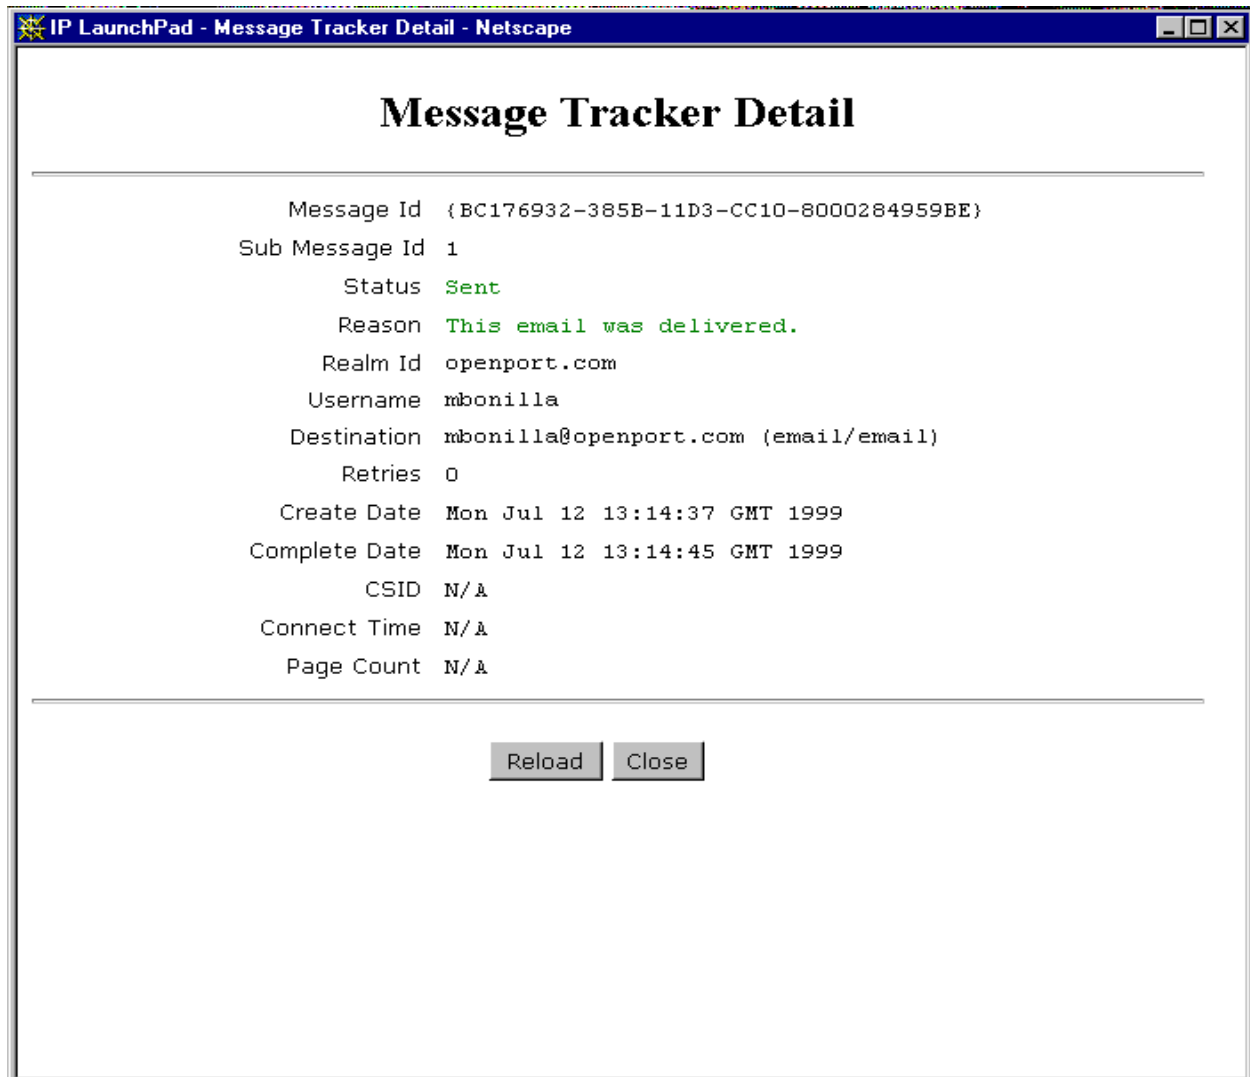 IP LaunchPad - Message Tracker Detail - Netscape
Message Tracker Detail
Message Id {BC176932-385B-11D3-CC10-8000284959BE}
Sub Message Id 1
Status Sent
Reason This email was delivered.
Realm Id openport.com
Username mbonilla
Destination mbonilla@openport.com (email/email)
Retries 0
Create Date Mon Jul 12 13:14:37 GMT 1999
Complete Date Mon Jul 12 13:14:45 GMT 1999
CSID N/A
Connect Time N/A
Page Count N/A
Reload Close